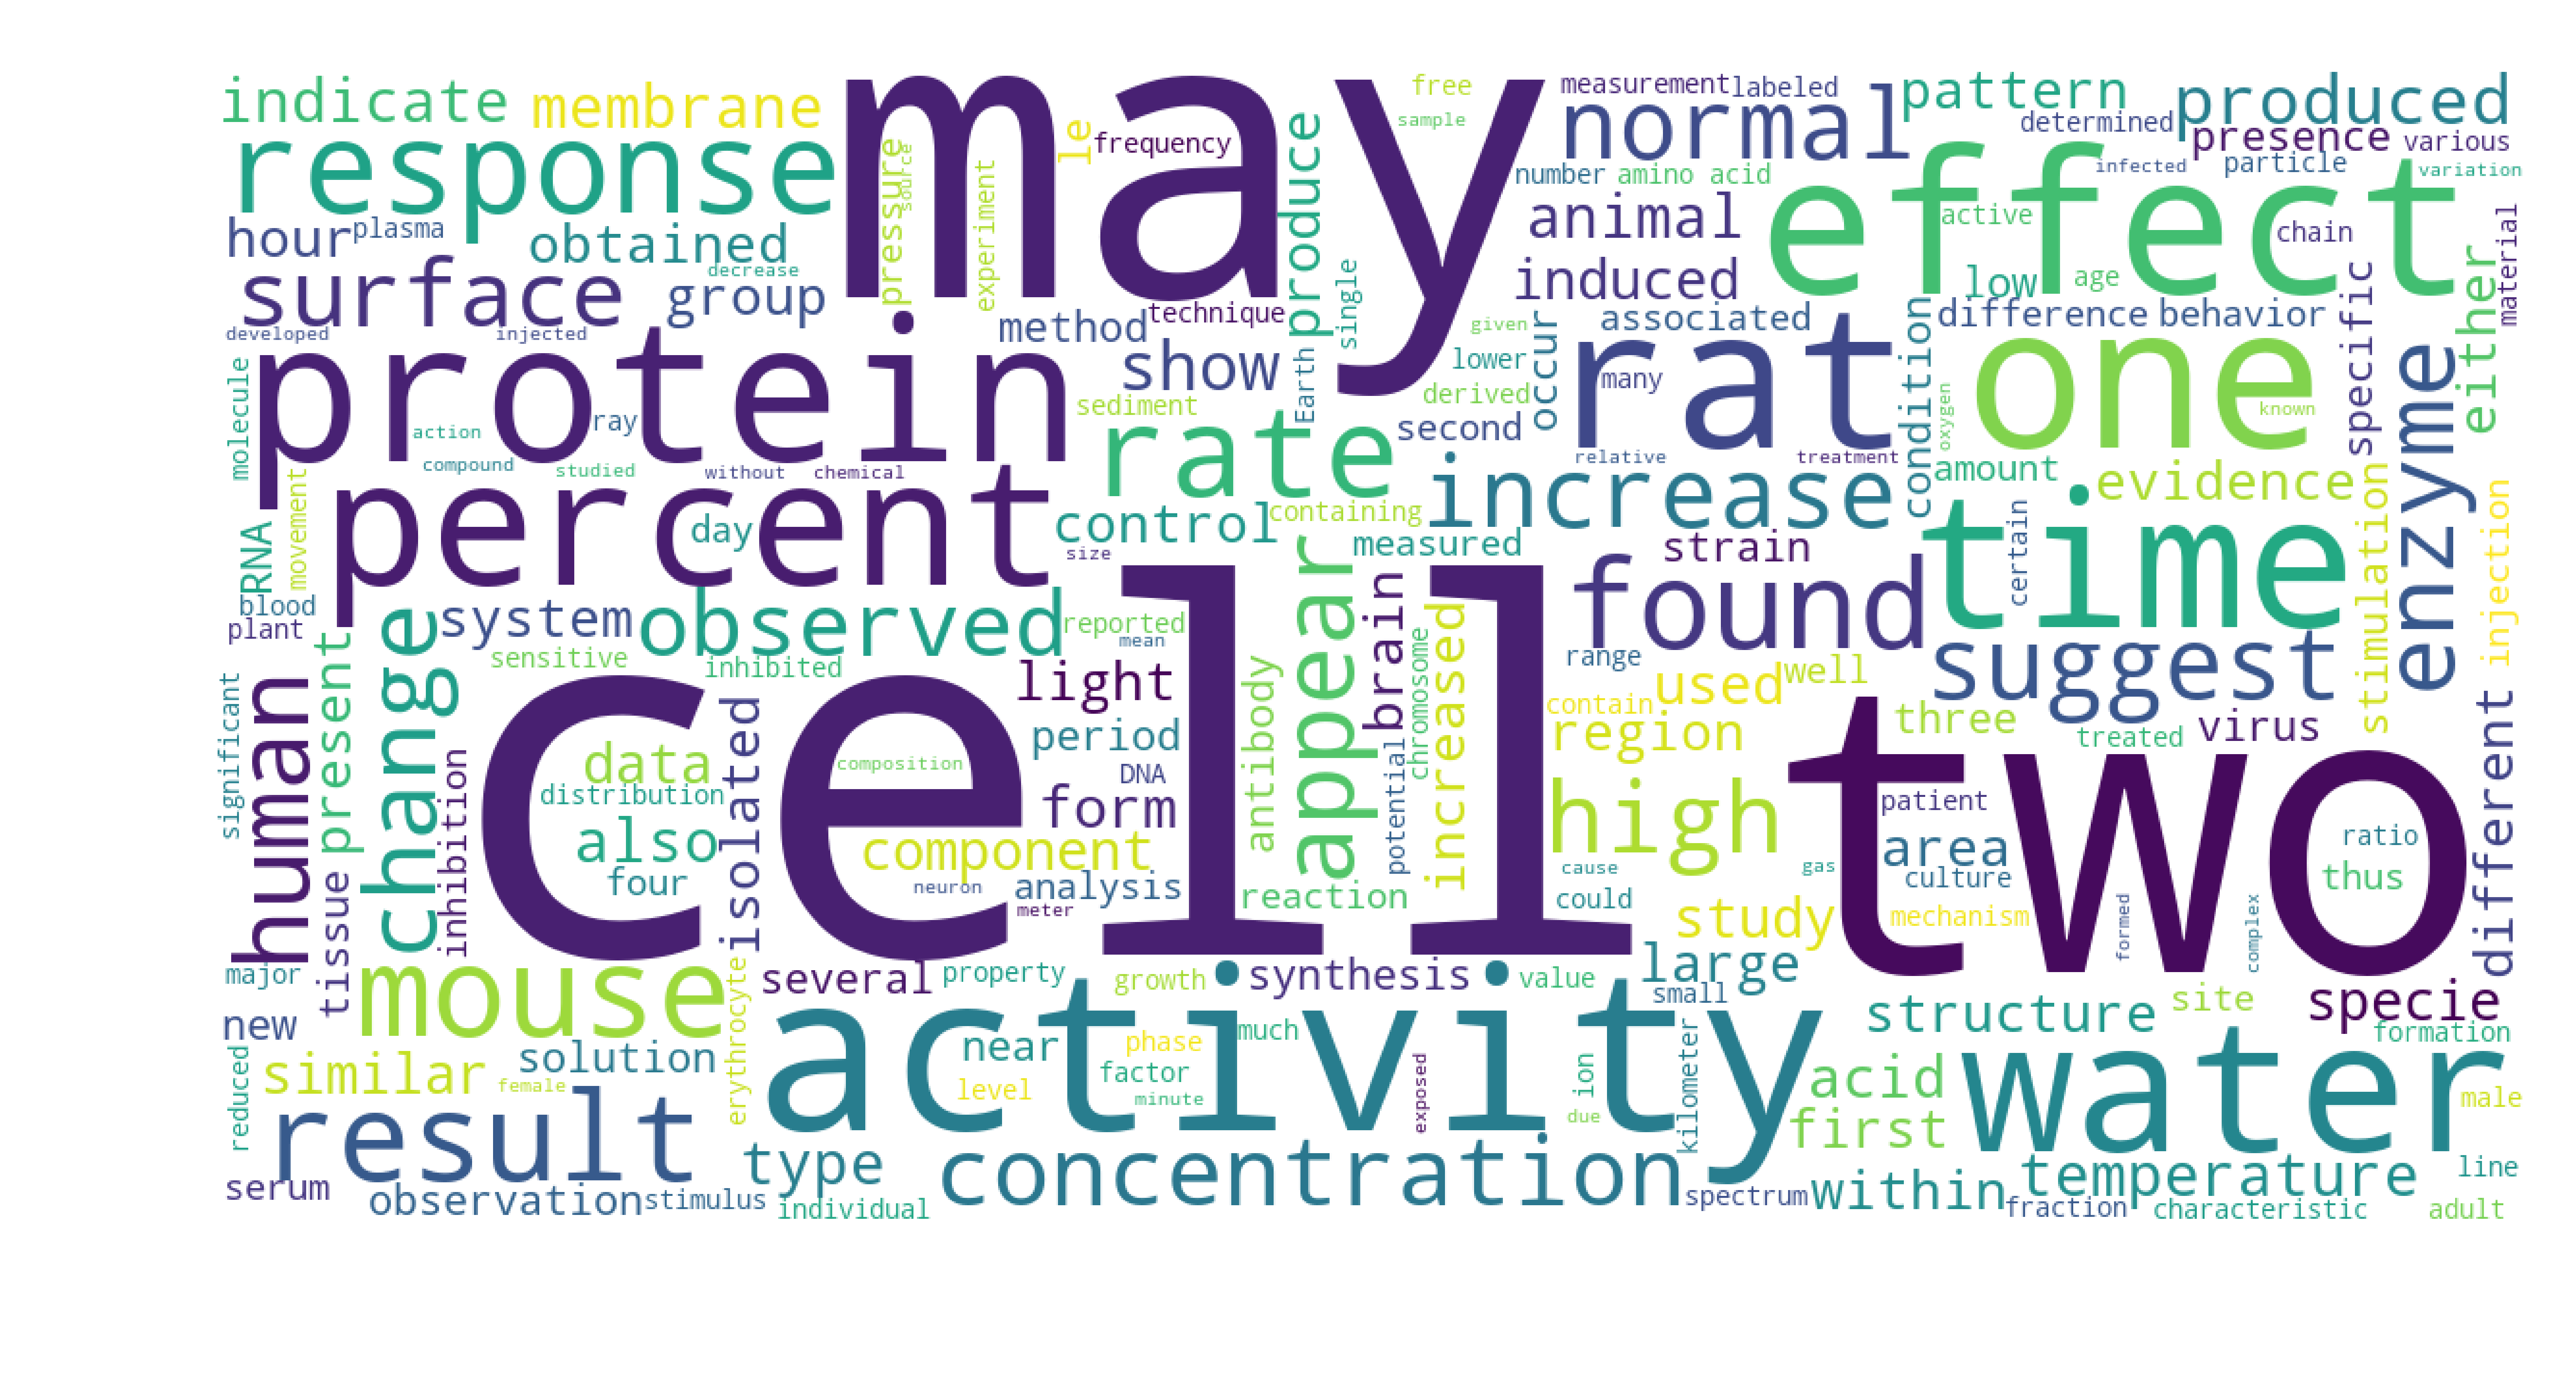 indicate
membrane
may
free
measurement
labeled
pattern
produced
sample
normal
determined
presence
various
response
pressure
source
le
frequency
produce
number
amino acid
effect
infected
particle
variation
experiment
hour
plasma
obtained
animal
active
chain
material
surface
decrease
group
single
induced
low
age
either
developed
injected
method
technique
given
associated
difference
behavior
specific
protein
show
Earth
lower
occur
many
rat
condition
one
enzyme
molecule
sediment
derived
oxygen
known
action
ray
rate
second
compound
studied
without
chemical
relative
treatment
amount
evidence
percent
increase
movement
RNA
day
control
containing
measured
size
strain
time
certain
stimulation
injection
blood
plant
change
system
observed
reported
mean
appear
brain
increased
found
sensitive
inhibited
range
suggest
human
present
light
antibody
chromosome
contain
used
well
significant
cell
isolated
period
region
three
treated
virus
different
data
composition
DNA
potential
two
distribution
form
high
patient
inhibition
also
component
area
ratio
four
neuron
analysis
reaction
cause
could
gas
culture
thus
meter
study
mechanism
formed
complex
tissue
major
mouse
several
property
growth
synthesis
value
large
small
structure
site
specie
new
erythrocyte
activity
near
phase
much
formation
reduced
similar
solution
female
level
factor
minute
exposed
ion
due
kilometer
acid
water
male
result
first
serum
observation
stimulus
type
individual
concentration
spectrum
within
temperature
fraction
characteristic
line
adult